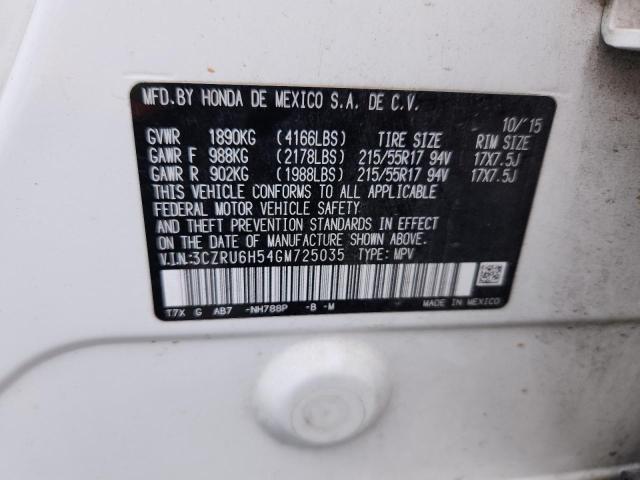 MFD.BY HONDA DE MEXICO S.A. DE C.V.
10/'15
GVWR 1890KG (4166LBS) TIRE SIZE RIM SIZE
GAWR F 988KG (2178LBS) 215/55R17 94V 17X7.5J
GAWR R 902KG (1988LBS) 215/55R17 94V 17X7.5J
THIS VEHICLE CONFORMS TO ALL APPLICABLE
FEDERAL MOTOR VEHICLE SAFETY
AND THEFT PREVENTION STANDARDS IN EFFECT
ON THE DATE OF MANUFACTURE SHOWN ABOVE.
V.I.N:3CZRU6H54GM725035 TYPE: MPV
T7X G AB7 -NH788P -B -M MADE IN MEXICO